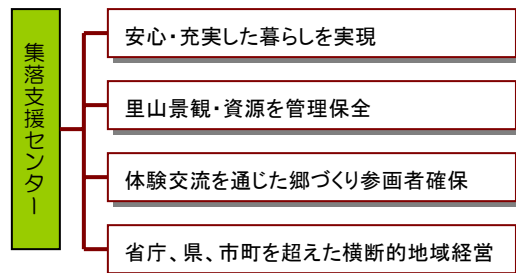 集落支援センター
安心・充実した暮らしを実現
里山景観・資源を管理保全
体験交流を通じた郷づくり参画者確保
省庁、県、市町を超えた横断的地域経営